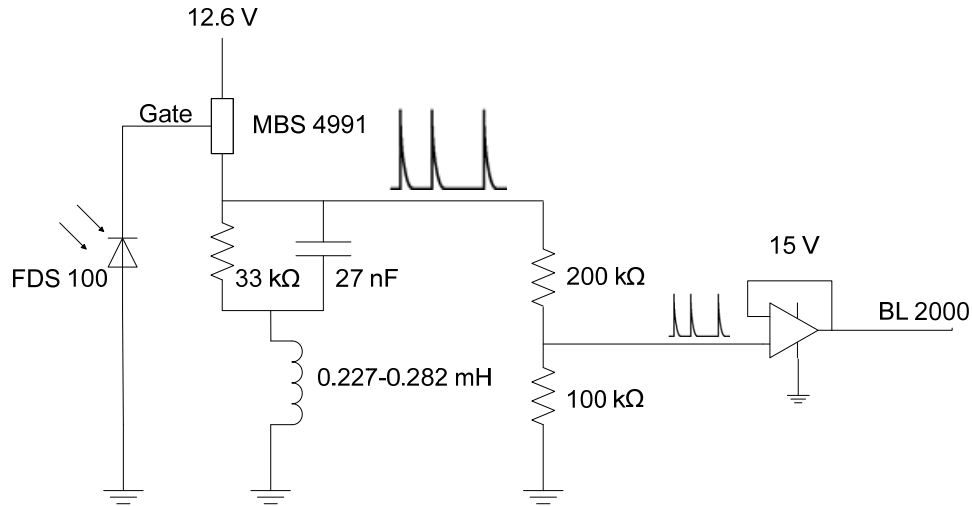 12.6 V
Gate
MBS 4991
15 V
FDS 100
33 kΩ
27 nF
200 kΩ
BL 2000
0.227-0.282 mH
100 kΩ